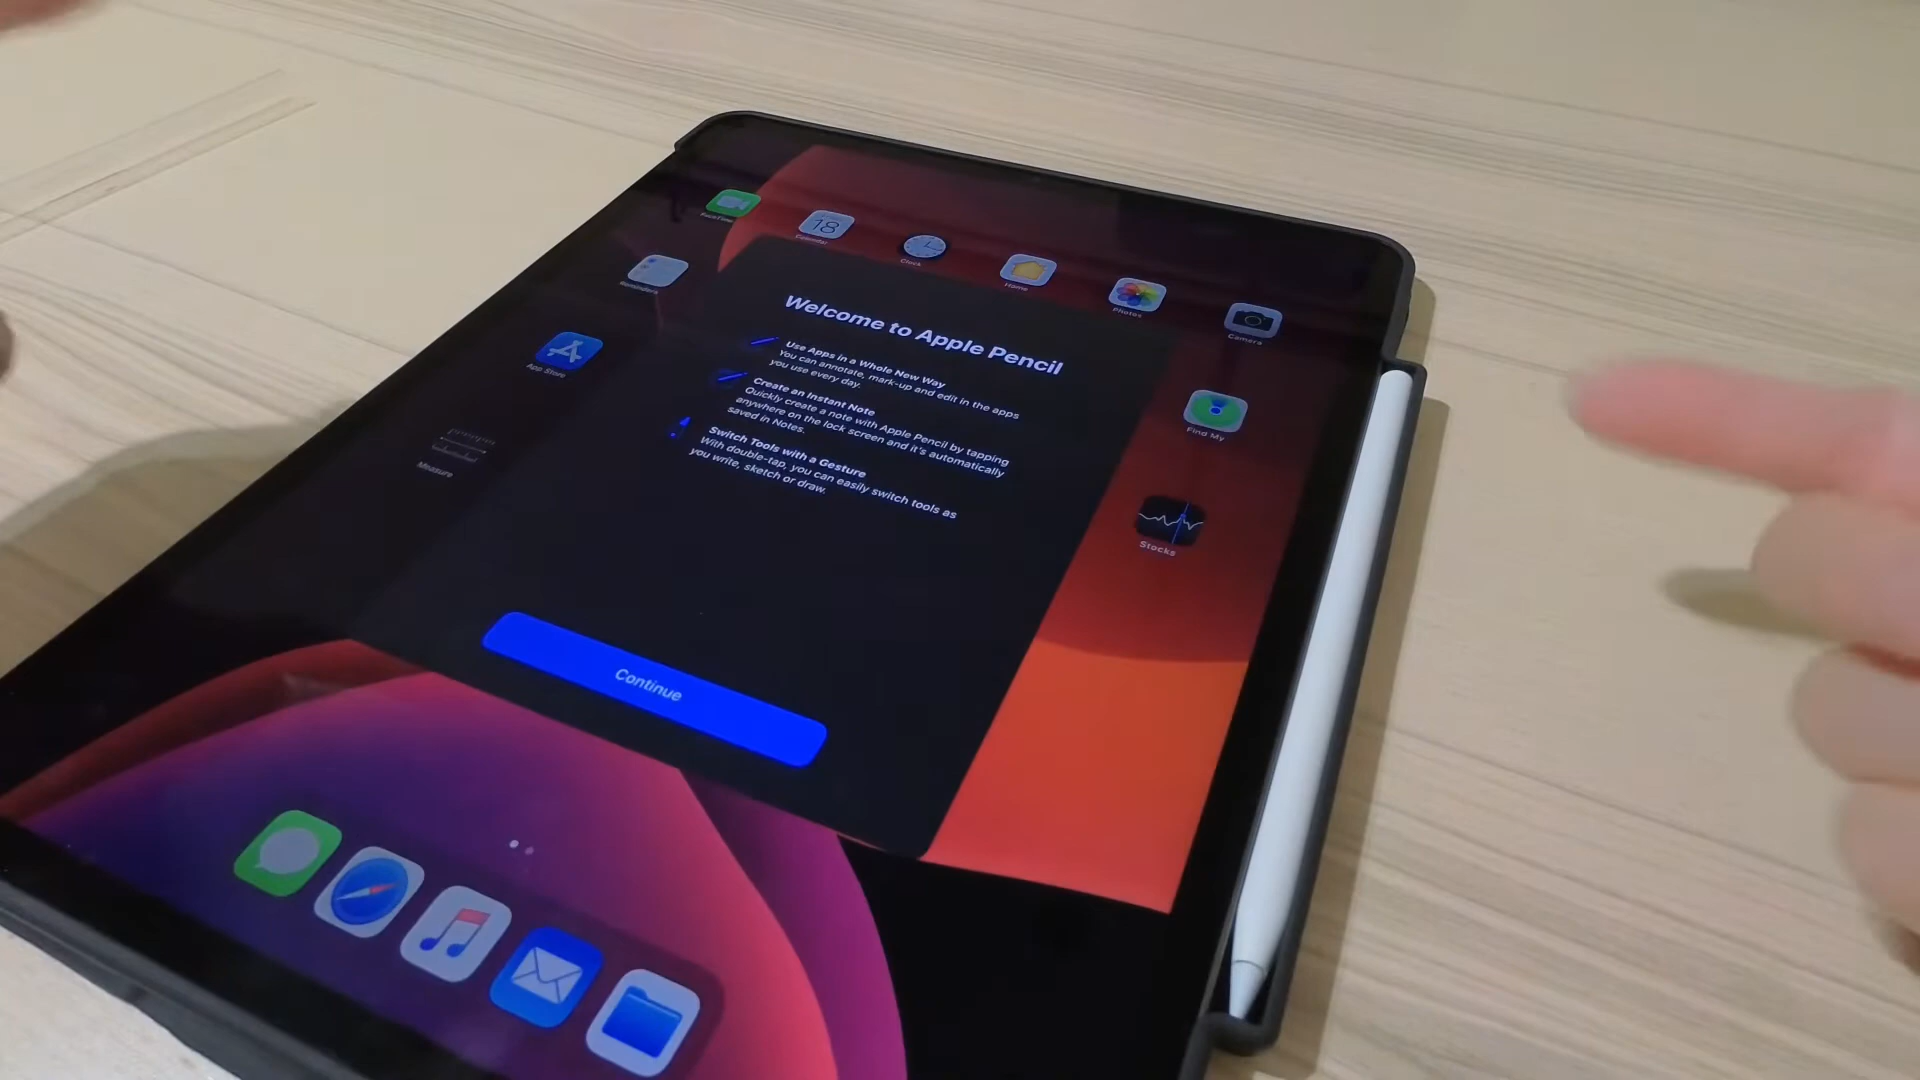 FaceTime
18
Calendar
Clock
Home
Photos
Camera
Reminders
App Store
Measure
Find My
Stocks
Welcome to Apple Pencil
Use Apps in a Whole New Way
You can annotate, mark-up and edit in the apps
you use every day.
Create an Instant Note
Quickly create a note with Apple Pencil by tapping
anywhere on the lock screen and it's automatically
saved in Notes.
Switch Tools with a Gesture
With double-tap, you can easily switch tools as
you write, sketch or draw.
Continue